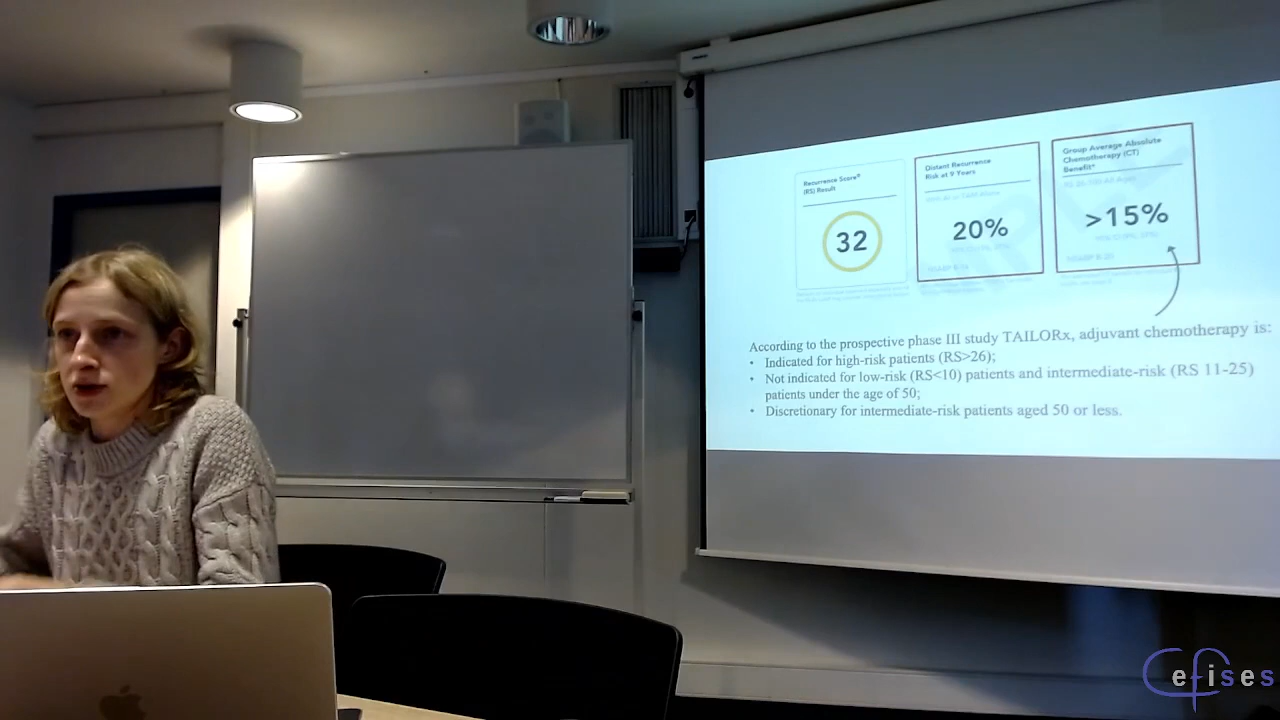 Recurrence Score®
(RS) Result
32
Distant Recurrence
Risk at 9 Years
20%
Group Average Absolute
Chemotherapy (CT)
Benefit*
>15%
According to the prospective phase III study TAILORx, adjuvant chemotherapy is:
• Indicated for high-risk patients (RS>26);
• Not indicated for low-risk (RS<10) patients and intermediate-risk (RS 11-25)
patients under the age of 50;
• Discretionary for intermediate-risk patients aged 50 or less.
Cefises